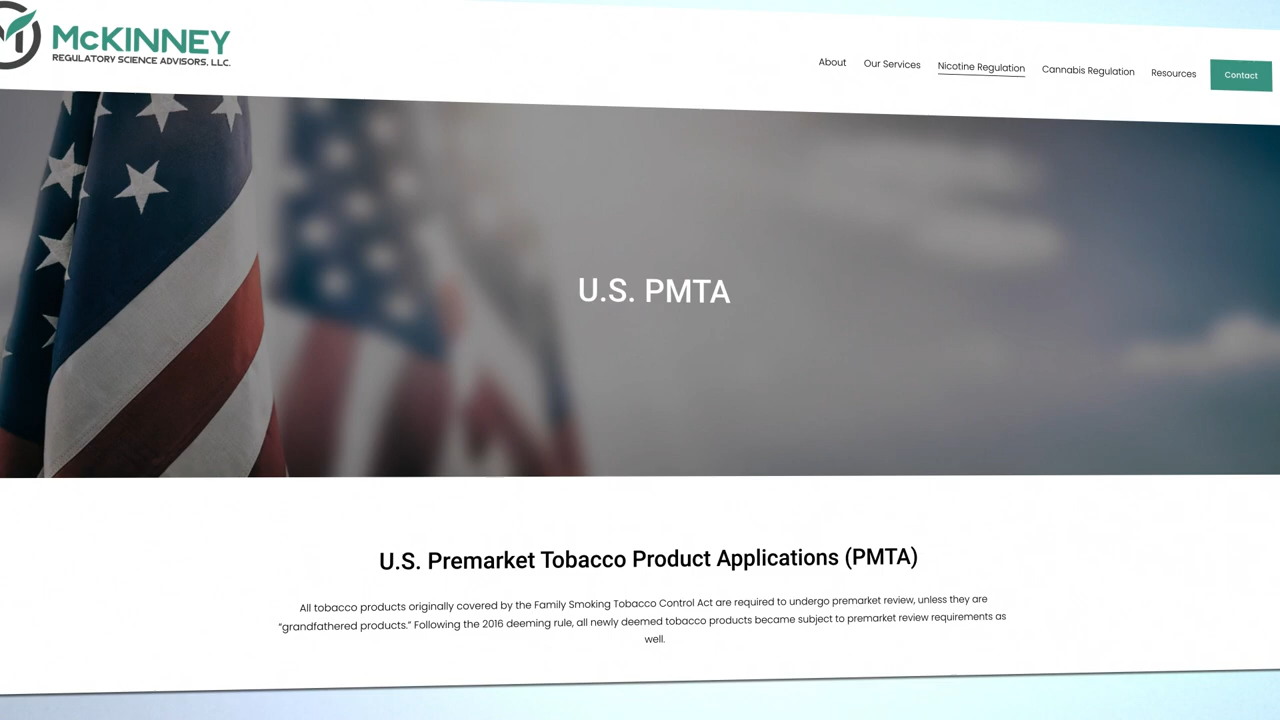 McKINNEY
REGULATORY SCIENCE ADVISORS, LLC.
About Our Services Nicotine Regulation Cannabis Regulation Resources Contact
U.S. PMTA
U.S. Premarket Tobacco Product Applications (PMTA)
All tobacco products originally covered by the Family Smoking Tobacco Control Act are required to undergo premarket review, unless they are
“grandfathered products.” Following the 2016 deeming rule, all newly deemed tobacco products became subject to premarket review requirements as
well.